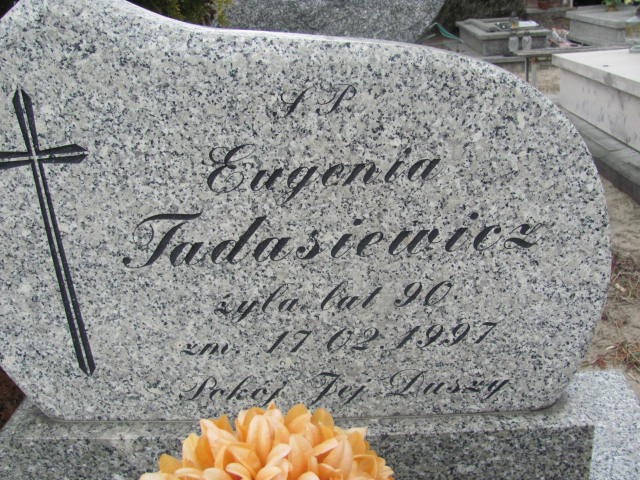 Ś P
Eugenia
Tadasiewicz
żyła lat 90
zm. 17.02.1997
Pokój Jej Duszy